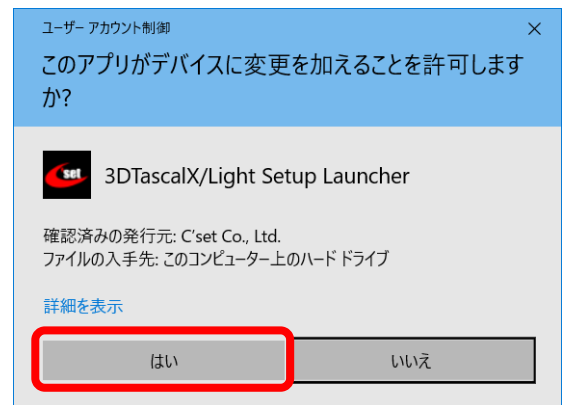 ユーザー アカウント制御
このアプリがデバイスに変更を加えることを許可します
か?
Cset
3DTascalX/Light Setup Launcher
確認済みの発行元: C'set Co., Ltd.
ファイルの入手先: このコンピューター上のハード ドライブ
詳細を表示
はい
いいえ